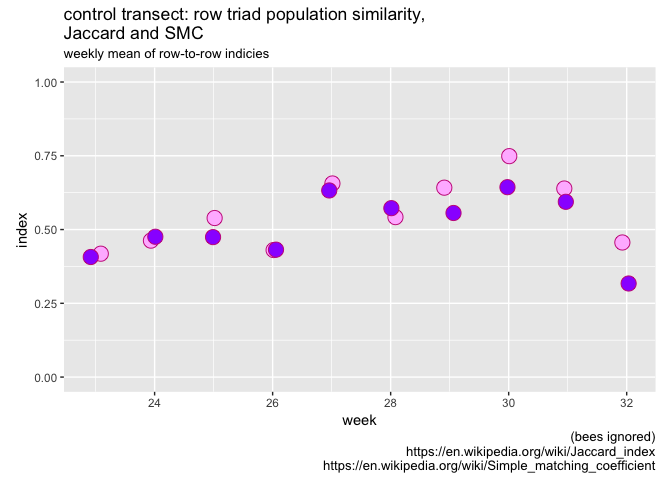 control transect: row triad population similarity,
Jaccard and SMC
weekly mean of row-to-row indicies
1.00
0.75
0.50
0.25
0.00
index
24 26 28 30 32
week
(bees ignored)
https://en.wikipedia.org/wiki/Jaccard_index
https://en.wikipedia.org/wiki/Simple_matching_coefficient